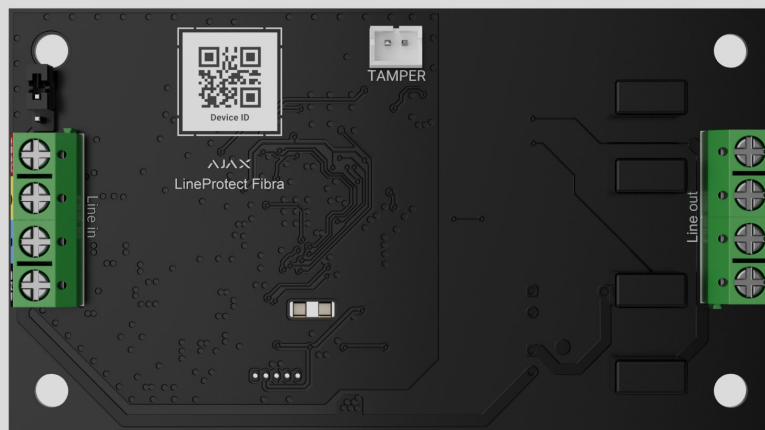 TAMPER
Device ID
AJAX
LineProtect Fibra
Line in
Line out